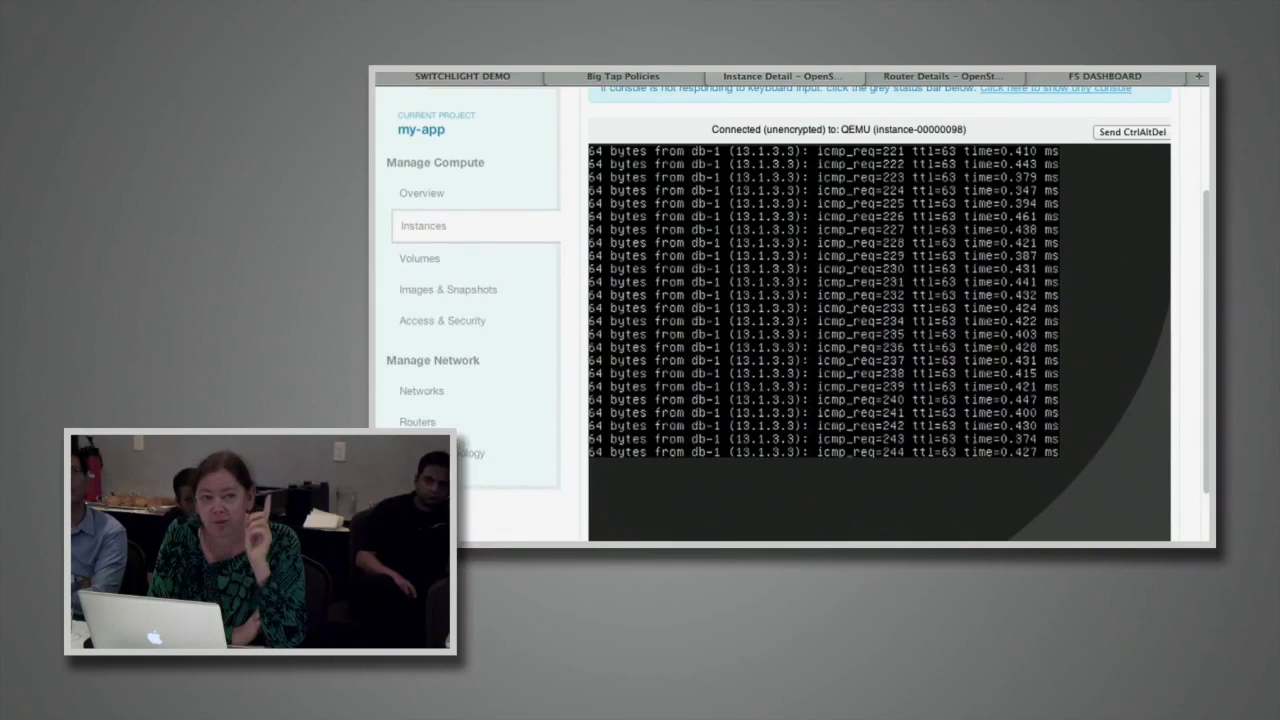 SWITCHLIGHT DEMO
Big Tap Policies
Instance Detail – OpenS...
Router Details – OpenSt...
F5 DASHBOARD
+
If console is not responding to keyboard input: click the grey status bar below. Click here to show only console
CURRENT PROJECT
my-app
Manage Compute
Overview
Instances
Volumes
Images & Snapshots
Access & Security
Manage Network
Networks
Routers
ology
Connected (unencrypted) to: QEMU (instance-00000098)
Send CtrlAltDel
64 bytes from db-1 (13.1.3.3): icmp_req=221 ttl=63 time=0.410 ms
64 bytes from db-1 (13.1.3.3): icmp_req=222 ttl=63 time=0.443 ms
64 bytes from db-1 (13.1.3.3): icmp_req=223 ttl=63 time=0.379 ms
64 bytes from db-1 (13.1.3.3): icmp_req=224 ttl=63 time=0.347 ms
64 bytes from db-1 (13.1.3.3): icmp_req=225 ttl=63 time=0.394 ms
64 bytes from db-1 (13.1.3.3): icmp_req=226 ttl=63 time=0.461 ms
64 bytes from db-1 (13.1.3.3): icmp_req=227 ttl=63 time=0.438 ms
64 bytes from db-1 (13.1.3.3): icmp_req=228 ttl=63 time=0.421 ms
64 bytes from db-1 (13.1.3.3): icmp_req=229 ttl=63 time=0.387 ms
64 bytes from db-1 (13.1.3.3): icmp_req=230 ttl=63 time=0.431 ms
64 bytes from db-1 (13.1.3.3): icmp_req=231 ttl=63 time=0.441 ms
64 bytes from db-1 (13.1.3.3): icmp_req=232 ttl=63 time=0.432 ms
64 bytes from db-1 (13.1.3.3): icmp_req=233 ttl=63 time=0.424 ms
64 bytes from db-1 (13.1.3.3): icmp_req=234 ttl=63 time=0.422 ms
64 bytes from db-1 (13.1.3.3): icmp_req=235 ttl=63 time=0.403 ms
64 bytes from db-1 (13.1.3.3): icmp_req=236 ttl=63 time=0.428 ms
64 bytes from db-1 (13.1.3.3): icmp_req=237 ttl=63 time=0.431 ms
64 bytes from db-1 (13.1.3.3): icmp_req=238 ttl=63 time=0.415 ms
64 bytes from db-1 (13.1.3.3): icmp_req=239 ttl=63 time=0.421 ms
64 bytes from db-1 (13.1.3.3): icmp_req=240 ttl=63 time=0.447 ms
64 bytes from db-1 (13.1.3.3): icmp_req=241 ttl=63 time=0.400 ms
64 bytes from db-1 (13.1.3.3): icmp_req=242 ttl=63 time=0.430 ms
64 bytes from db-1 (13.1.3.3): icmp_req=243 ttl=63 time=0.374 ms
64 bytes from db-1 (13.1.3.3): icmp_req=244 ttl=63 time=0.427 ms